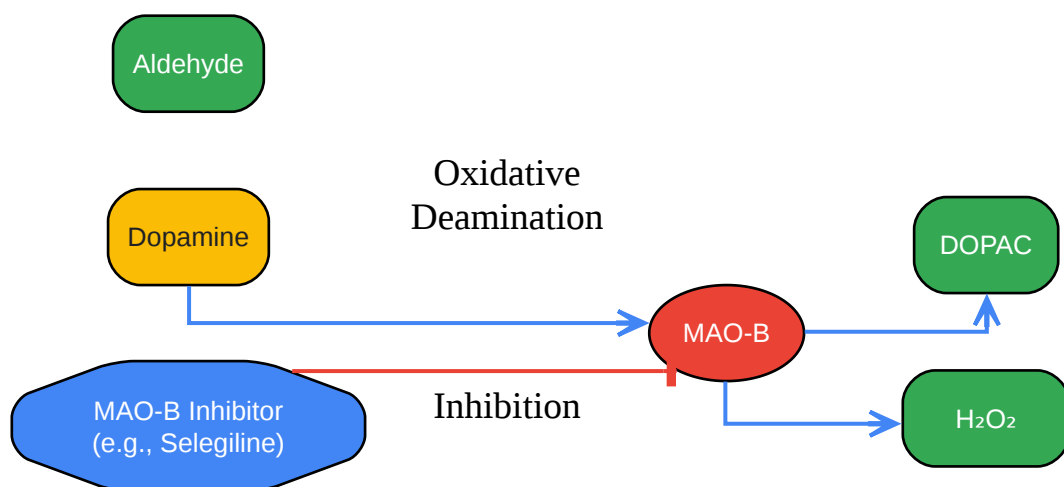 Aldehyde
Oxidative
Deamination
Dopamine
DOPAC
MAO-B
MAO-B Inhibitor
(e.g., Selegiline)
Inhibition
H₂O₂